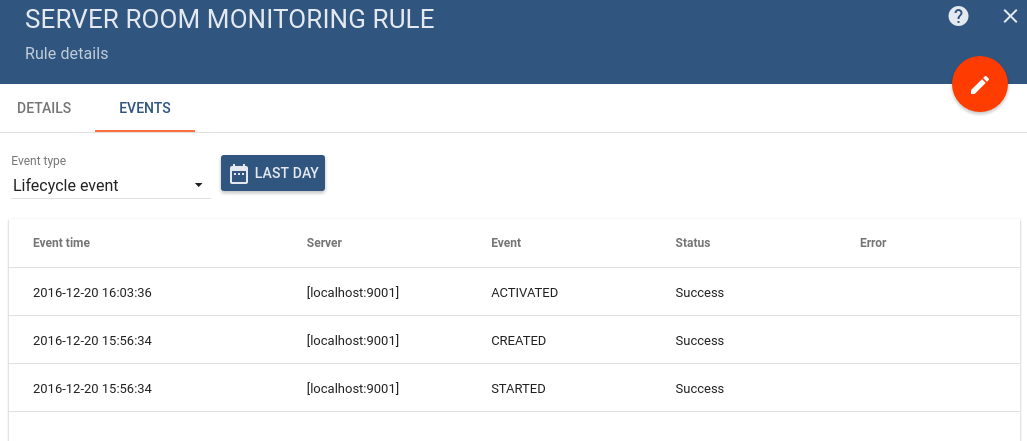 SERVER ROOM MONITORING RULE
Rule details
DETAILS EVENTS
Event type
Lifecycle event
LAST DAY
Event time Server Event Status Error
2016-12-20 16:03:36 [localhost:9001] ACTIVATED Success
2016-12-20 15:56:34 [localhost:9001] CREATED Success
2016-12-20 15:56:34 [localhost:9001] STARTED Success